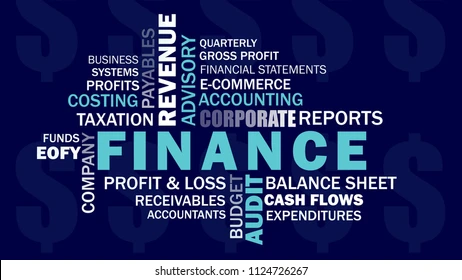 BUSINESS
SYSTEMS
PROFITS
COSTING
TAXATION
PAYABLES
REVENUE
ADVISORY
QUARTERLY
GROSS PROFIT
FINANCIAL STATEMENTS
E-COMMERCE
ACCOUNTING
CORPORATE REPORTS
FUNDS
EOFY
COMPANY
FINANCE
PROFIT & LOSS
RECEIVABLES
ACCOUNTANTS
BUDGET
AUDIT
BALANCE SHEET
CASH FLOWS
EXPENDITURES
$ $ $ $
$ $ $ $
shutterstock.com · 1124726267